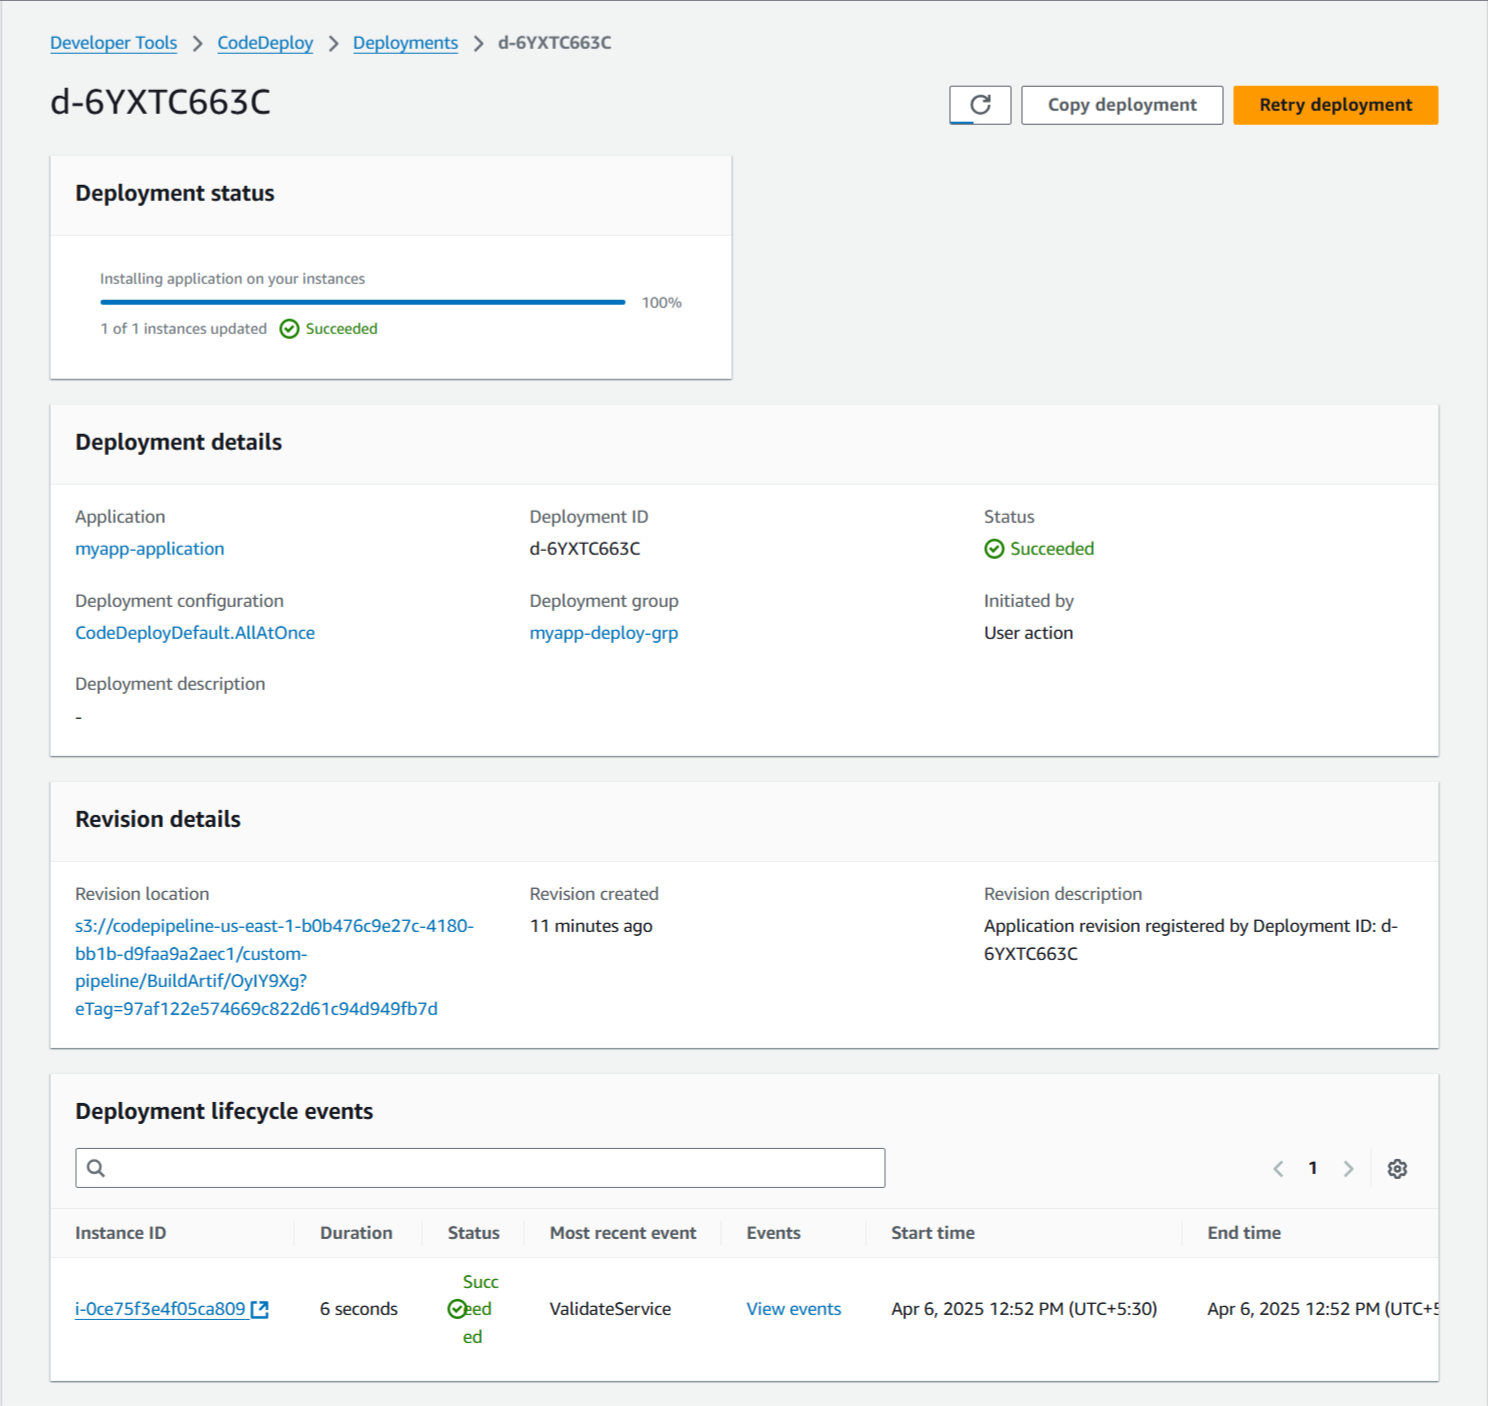 Developer Tools > CodeDeploy > Deployments > d-6YXTC663C
d-6YXTC663C
Copy deployment
Retry deployment
Deployment status
Installing application on your instances
100%
1 of 1 instances updated Succeeded
Deployment details
Application
myapp-application
Deployment ID
d-6YXTC663C
Status
Succeeded
Deployment configuration
CodeDeployDefault.AllAtOnce
Deployment group
myapp-deploy-grp
Initiated by
User action
Deployment description
-
Revision details
Revision location
s3://codepipeline-us-east-1-b0b476c9e27c-4180-
bb1b-d9faa9a2aec1/custom-
pipeline/BuildArtif/OyIY9Xg?
eTag=97af122e574669c822d61c94d949fb7d
Revision created
11 minutes ago
Revision description
Application revision registered by Deployment ID: d-
6YXTC663C
Deployment lifecycle events
1
Instance ID Duration Status Most recent event Events Start time End time
i-0ce75f3e4f05ca809 6 seconds
Succ
eed
ed
ValidateService View events Apr 6, 2025 12:52 PM (UTC+5:30) Apr 6, 2025 12:52 PM (UTC+5